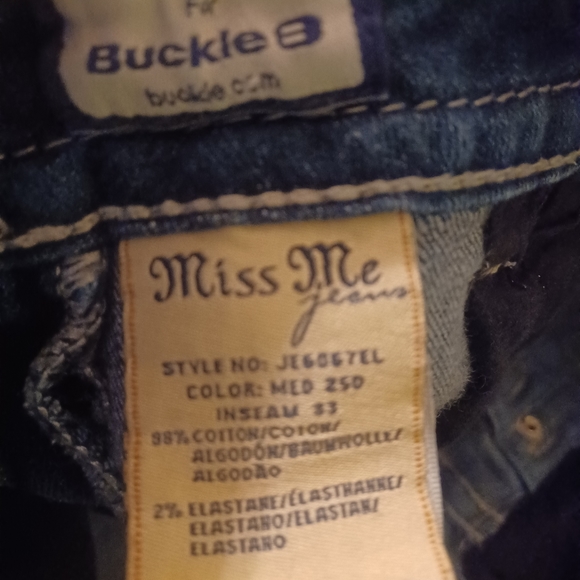 Buckle B
buckle.com
Miss Me
jeans
STYLE NO: JE6067EL
COLOR: MED 250
INSEAM 33
98% COTTON/COTON/
ALGODÓN/BAUMWOLLE/
ALGODÃO
2% ELASTANE/ÉLASTHANNE/
ELASTANO/ELASTAN/
ELASTANO